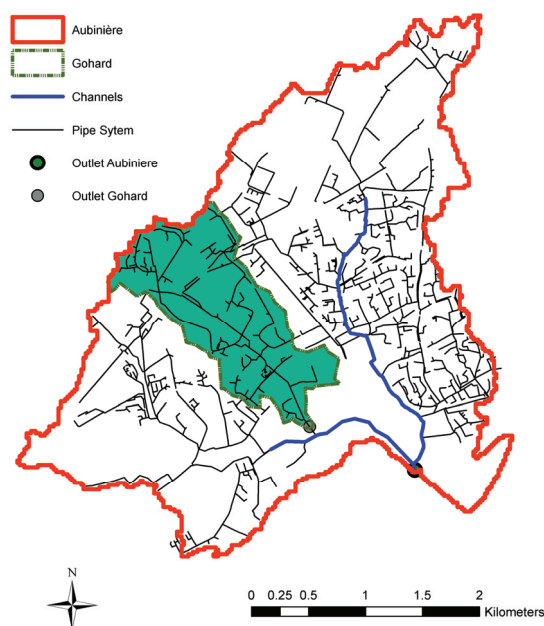 Aubinière
Gohard
Channels
Pipe Sytem
Outlet Aubiniere
Outlet Gohard
N
0 0.25 0.5 1 1.5 2
Kilometers